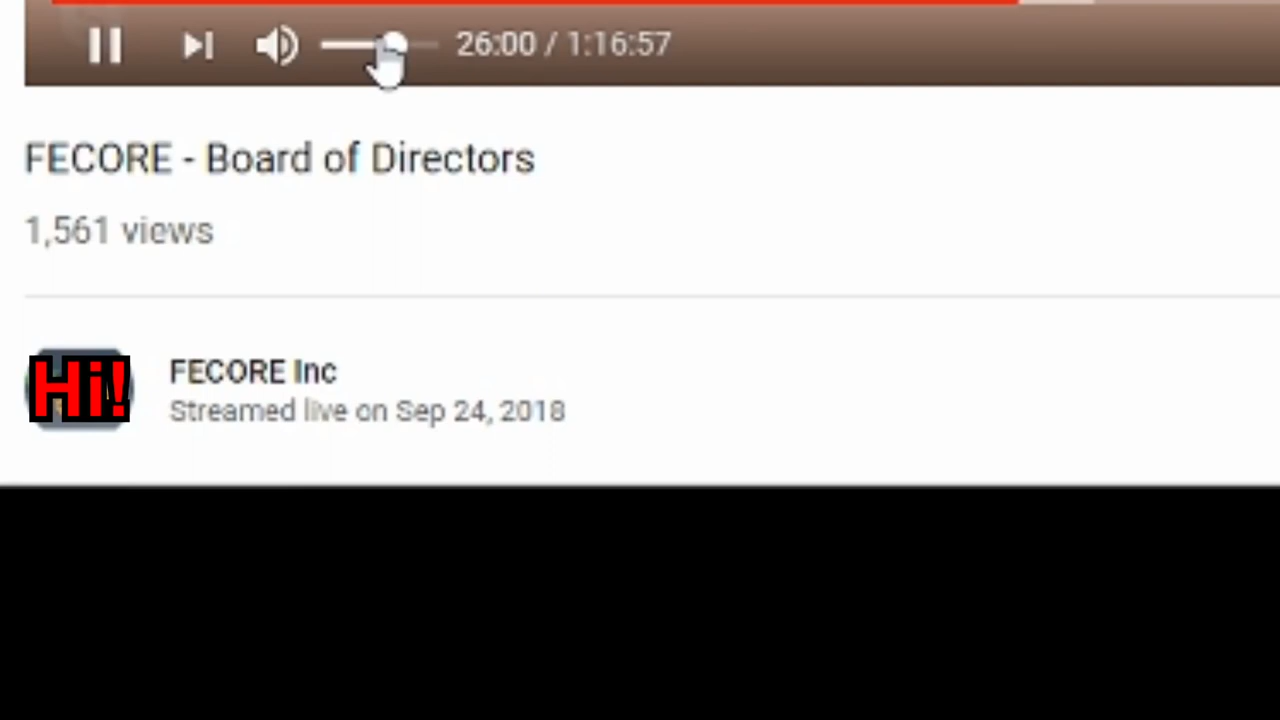 26:00 / 1:16:57
FECORE - Board of Directors
1,561 views
Hi!
FECORE Inc
Streamed live on Sep 24, 2018